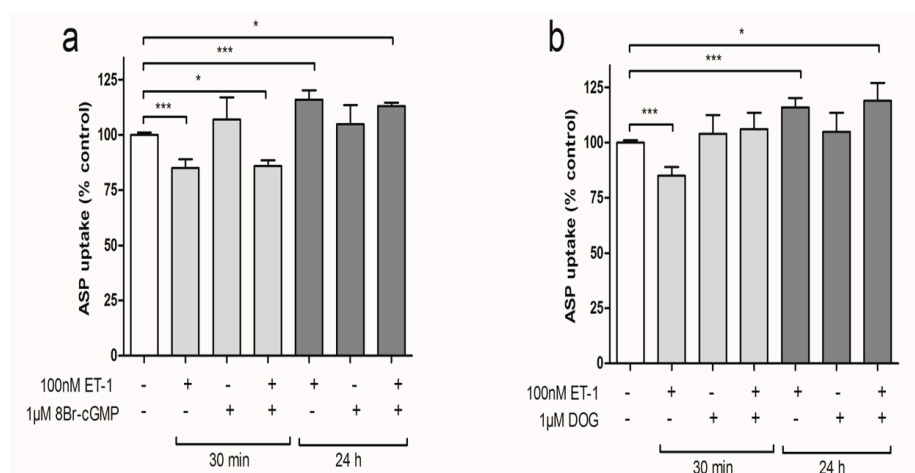 a
*
***
*
***
125
100
75
50
25
0
ASP uptake (% control)
100nM ET-1 - + - + + - +
1µM 8Br-cGMP - - + + - + +
30 min 24 h
b
*
***
***
125
100
75
50
25
0
ASP uptake (% control)
100nM ET-1 - + - + + - +
1µM DOG - - + + - + +
30 min 24 h